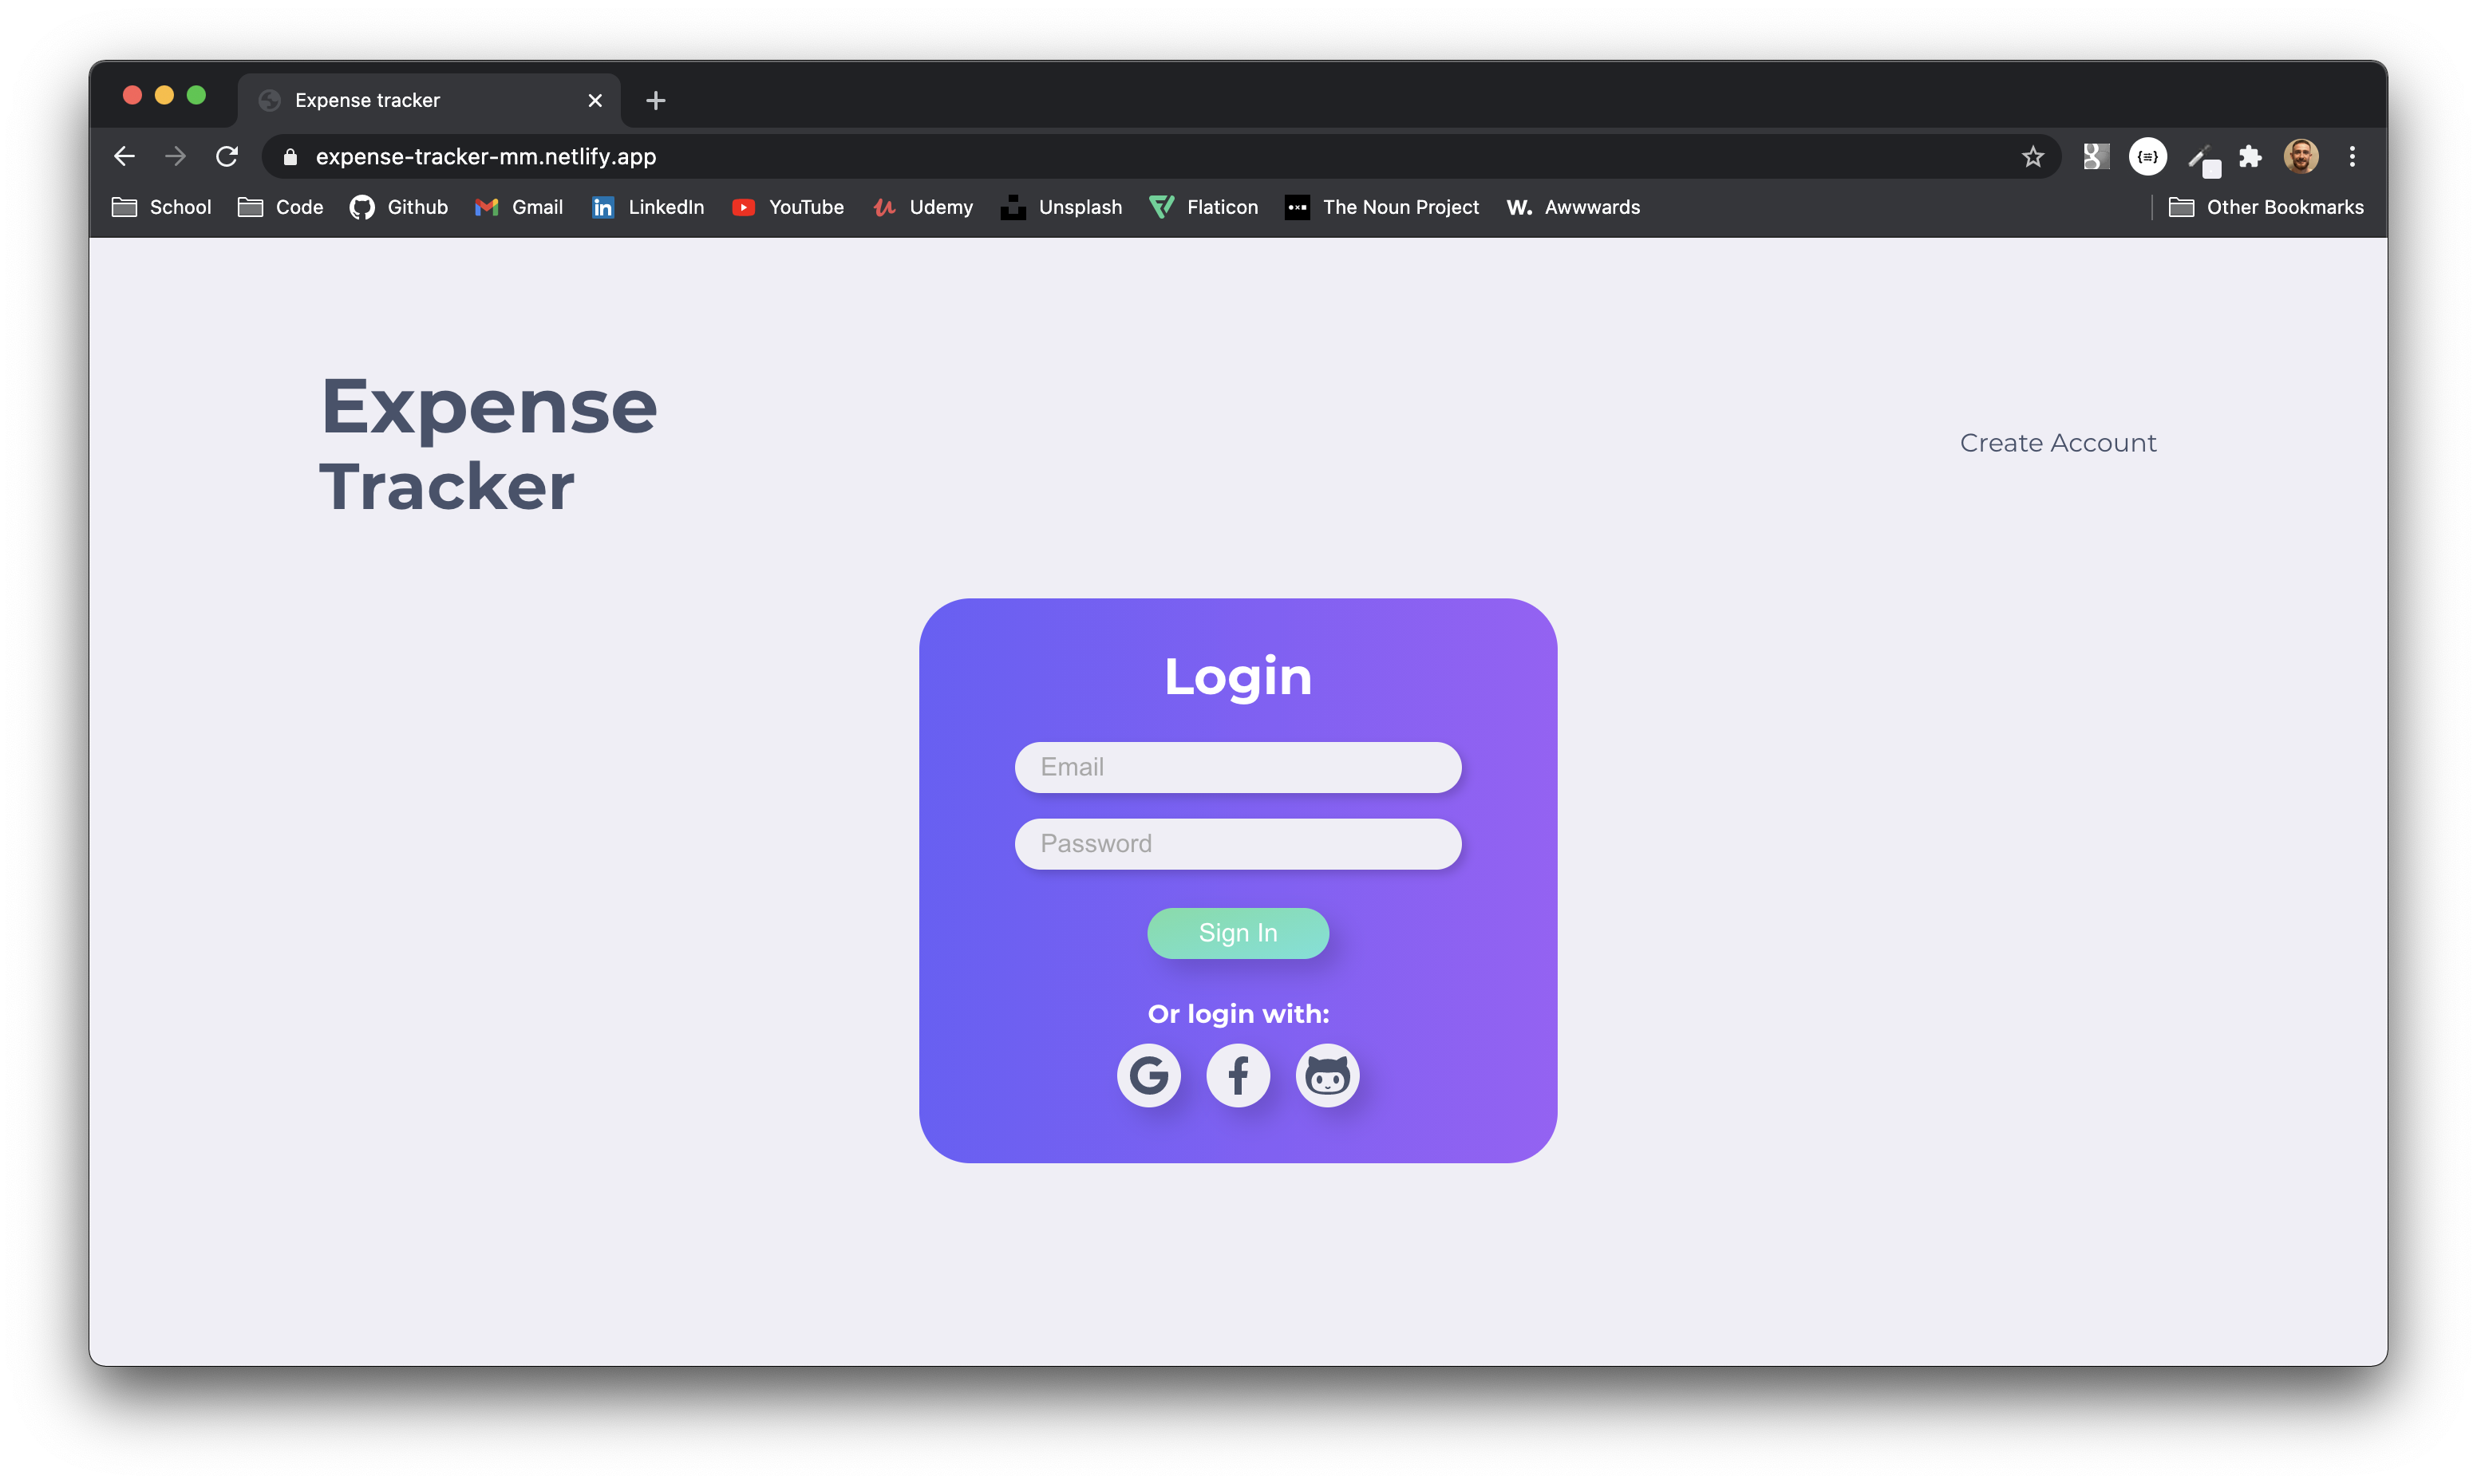 Expense tracker
expense-tracker-mm.netlify.app
School Code Github Gmail LinkedIn YouTube Udemy Unsplash Flaticon The Noun Project W. Awwwards Other Bookmarks
Expense
Tracker
Create Account
Login
Email
Password
Sign In
Or login with: